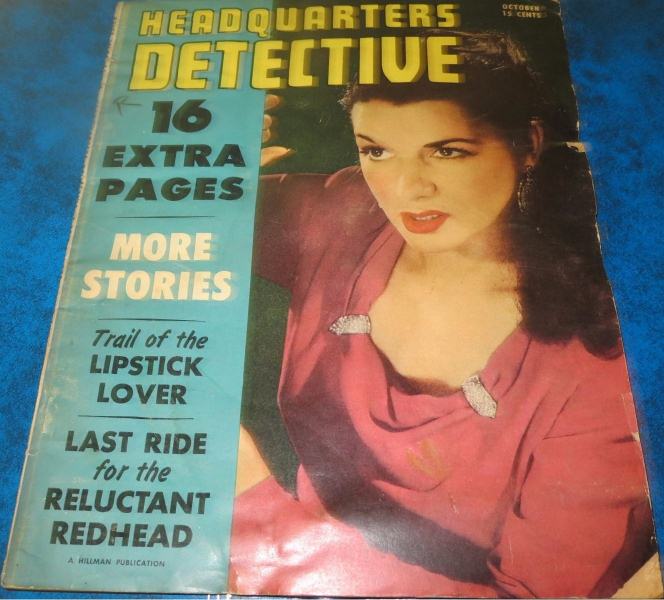 HEADQUARTERS
DETECTIVE
OCTOBER
15 CENTS
16
EXTRA
PAGES
MORE
STORIES
Trail of the
LIPSTICK
LOVER
LAST RIDE
for the
RELUCTANT
REDHEAD
A HILLMAN PUBLICATION